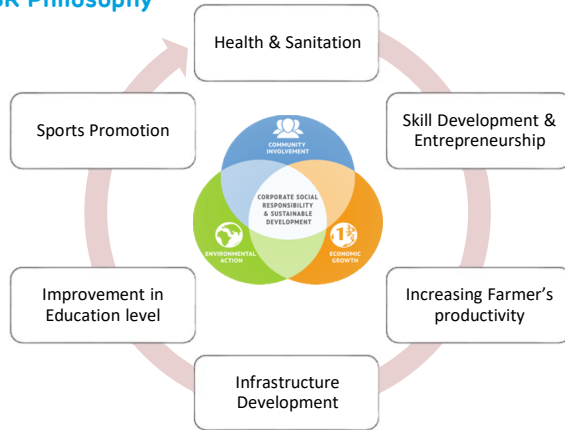 R Philosophy
Health & Sanitation
Skill Development &
Entrepreneurship
Increasing Farmer's
productivity
Infrastructure
Development
Improvement in
Education level
Sports Promotion
COMMUNITY
INVOLVEMENT
CORPORATE SOCIAL
RESPONSIBILITY
& SUSTAINABLE
DEVELOPMENT
ENVIRONMENTAL
ACTION
1
ECONOMIC
GROWTH